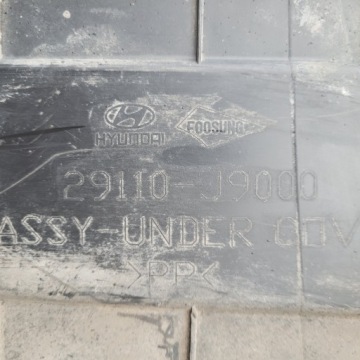 HYUNDAI FOOSUNG
29110-J9000
ASSY-UNDER COV
>PP<